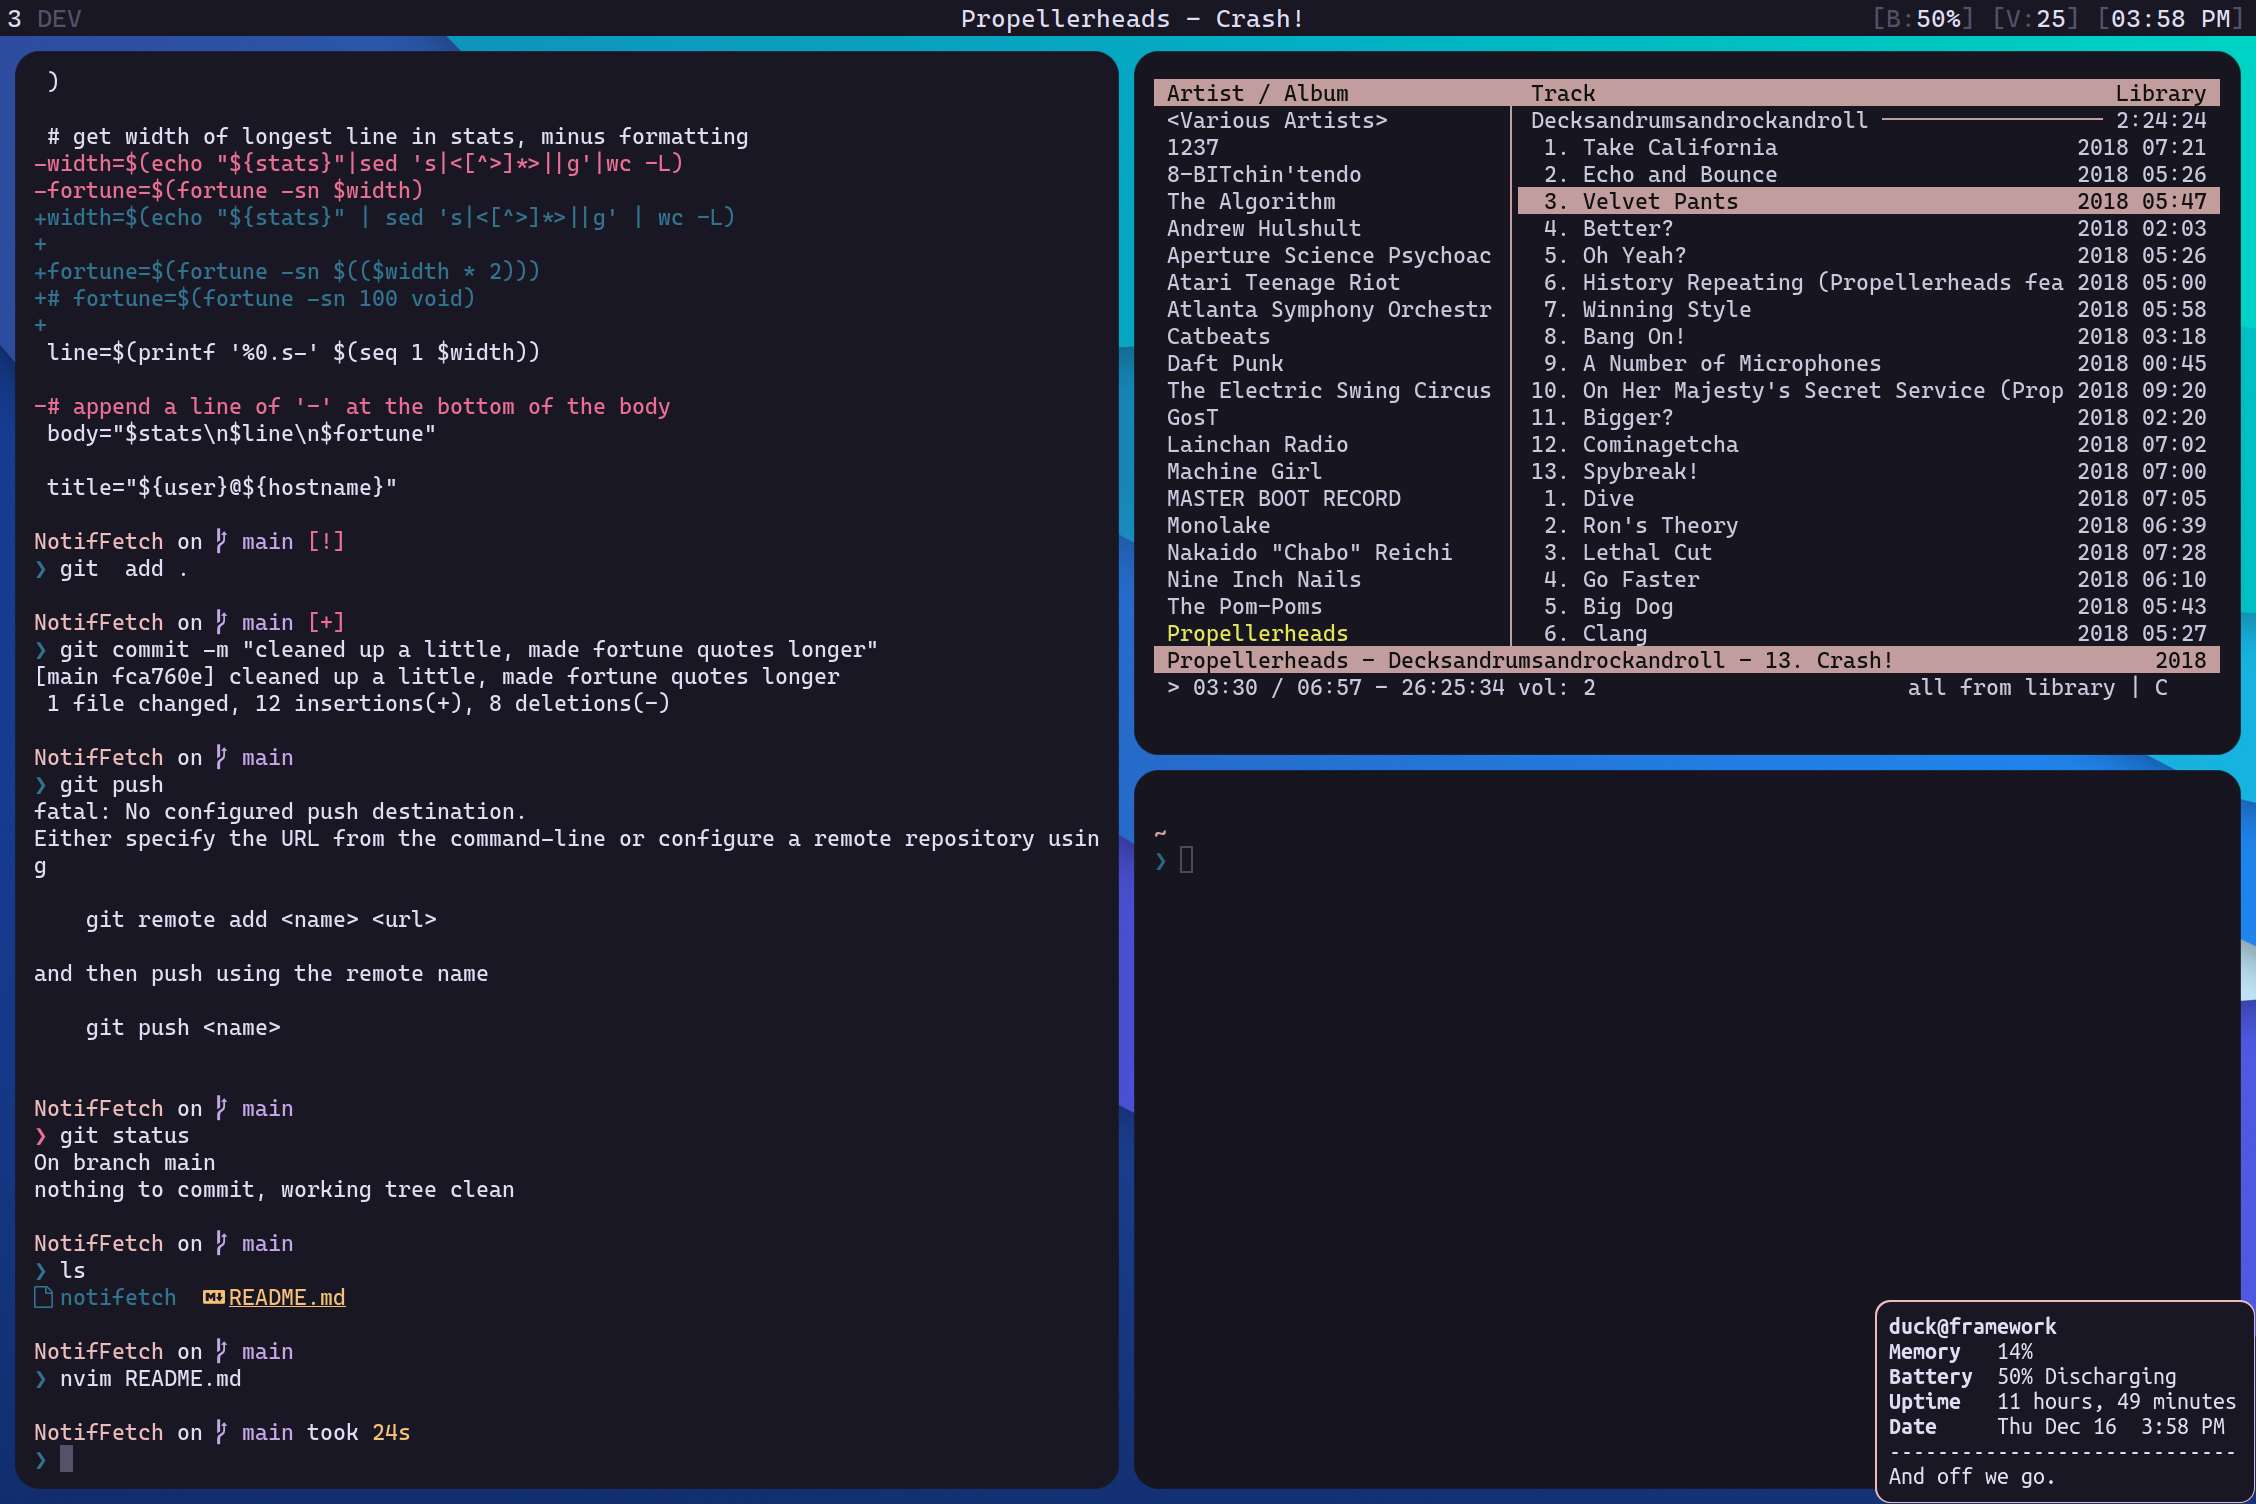 3 DEV
Propellerheads - Crash!
[B:50%] [V:25] [03:58 PM]
)
# get width of longest line in stats, minus formatting
-width=$(echo "${stats}"|sed 's|<[^>]*>||g'|wc -L)
-fortune=$(fortune -sn $width)
+width=$(echo "${stats}" | sed 's|<[^>]*>||g' | wc -L)
+
+fortune=$(fortune -sn $(($width * 2)))
+# fortune=$(fortune -sn 100 void)
+
line=$(printf '%0.s-' $(seq 1 $width))
-# append a line of '-' at the bottom of the body
body="$stats\n$line\n$fortune"
title="${user}@${hostname}"
NotifFetch on main [!]
❯ git  add .
NotifFetch on main [+]
❯ git commit -m "cleaned up a little, made fortune quotes longer"
[main fca760e] cleaned up a little, made fortune quotes longer
1 file changed, 12 insertions(+), 8 deletions(-)
NotifFetch on main
❯ git push
fatal: No configured push destination.
Either specify the URL from the command-line or configure a remote repository usin
g
git remote add <name> <url>
and then push using the remote name
git push <name>
NotifFetch on main
❯ git status
On branch main
nothing to commit, working tree clean
NotifFetch on main
❯ ls
notifetch README.md
NotifFetch on main
❯ nvim README.md
NotifFetch on main took 24s
❯
Artist / Album
<Various Artists>
1237
8-BITchin'tendo
The Algorithm
Andrew Hulshult
Aperture Science Psychoac
Atari Teenage Riot
Atlanta Symphony Orchestr
Catbeats
Daft Punk
The Electric Swing Circus
GosT
Lainchan Radio
Machine Girl
MASTER BOOT RECORD
Monolake
Nakaido "Chabo" Reichi
Nine Inch Nails
The Pom-Poms
Propellerheads
Track Library
Decksandrumsandrockandroll 2:24:24
1. Take California 2018 07:21
2. Echo and Bounce 2018 05:26
3. Velvet Pants 2018 05:47
4. Better? 2018 02:03
5. Oh Yeah? 2018 05:26
6. History Repeating (Propellerheads fea 2018 05:00
7. Winning Style 2018 05:58
8. Bang On! 2018 03:18
9. A Number of Microphones 2018 00:45
10. On Her Majesty's Secret Service (Prop 2018 09:20
11. Bigger? 2018 02:20
12. Cominagetcha 2018 07:02
13. Spybreak! 2018 07:00
1. Dive 2018 07:05
2. Ron's Theory 2018 06:39
3. Lethal Cut 2018 07:28
4. Go Faster 2018 06:10
5. Big Dog 2018 05:43
6. Clang 2018 05:27
Propellerheads - Decksandrumsandrockandroll - 13. Crash! 2018
> 03:30 / 06:57 - 26:25:34 vol: 2 all from library | C
~
❯
duck@framework
Memory 14%
Battery 50% Discharging
Uptime 11 hours, 49 minutes
Date Thu Dec 16  3:58 PM
-----------------------------
And off we go.